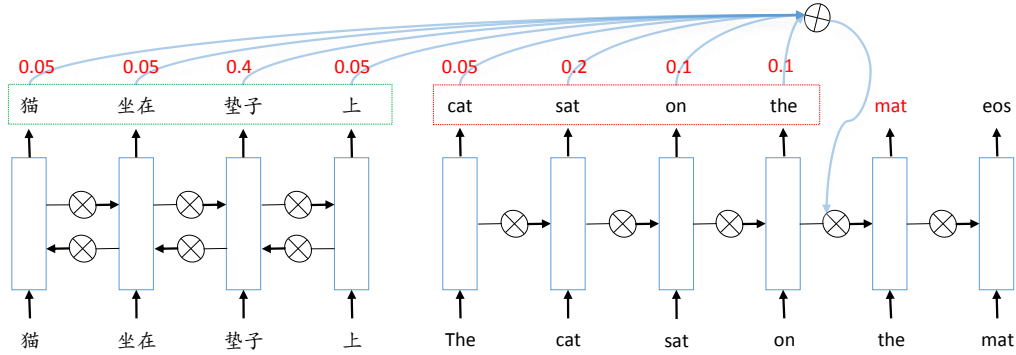 0.05 0.05 0.4 0.05 0.05 0.2 0.1 0.1
猫 坐在 垫子 上 cat sat on the mat eos
猫 坐在 垫子 上 The cat sat on the mat